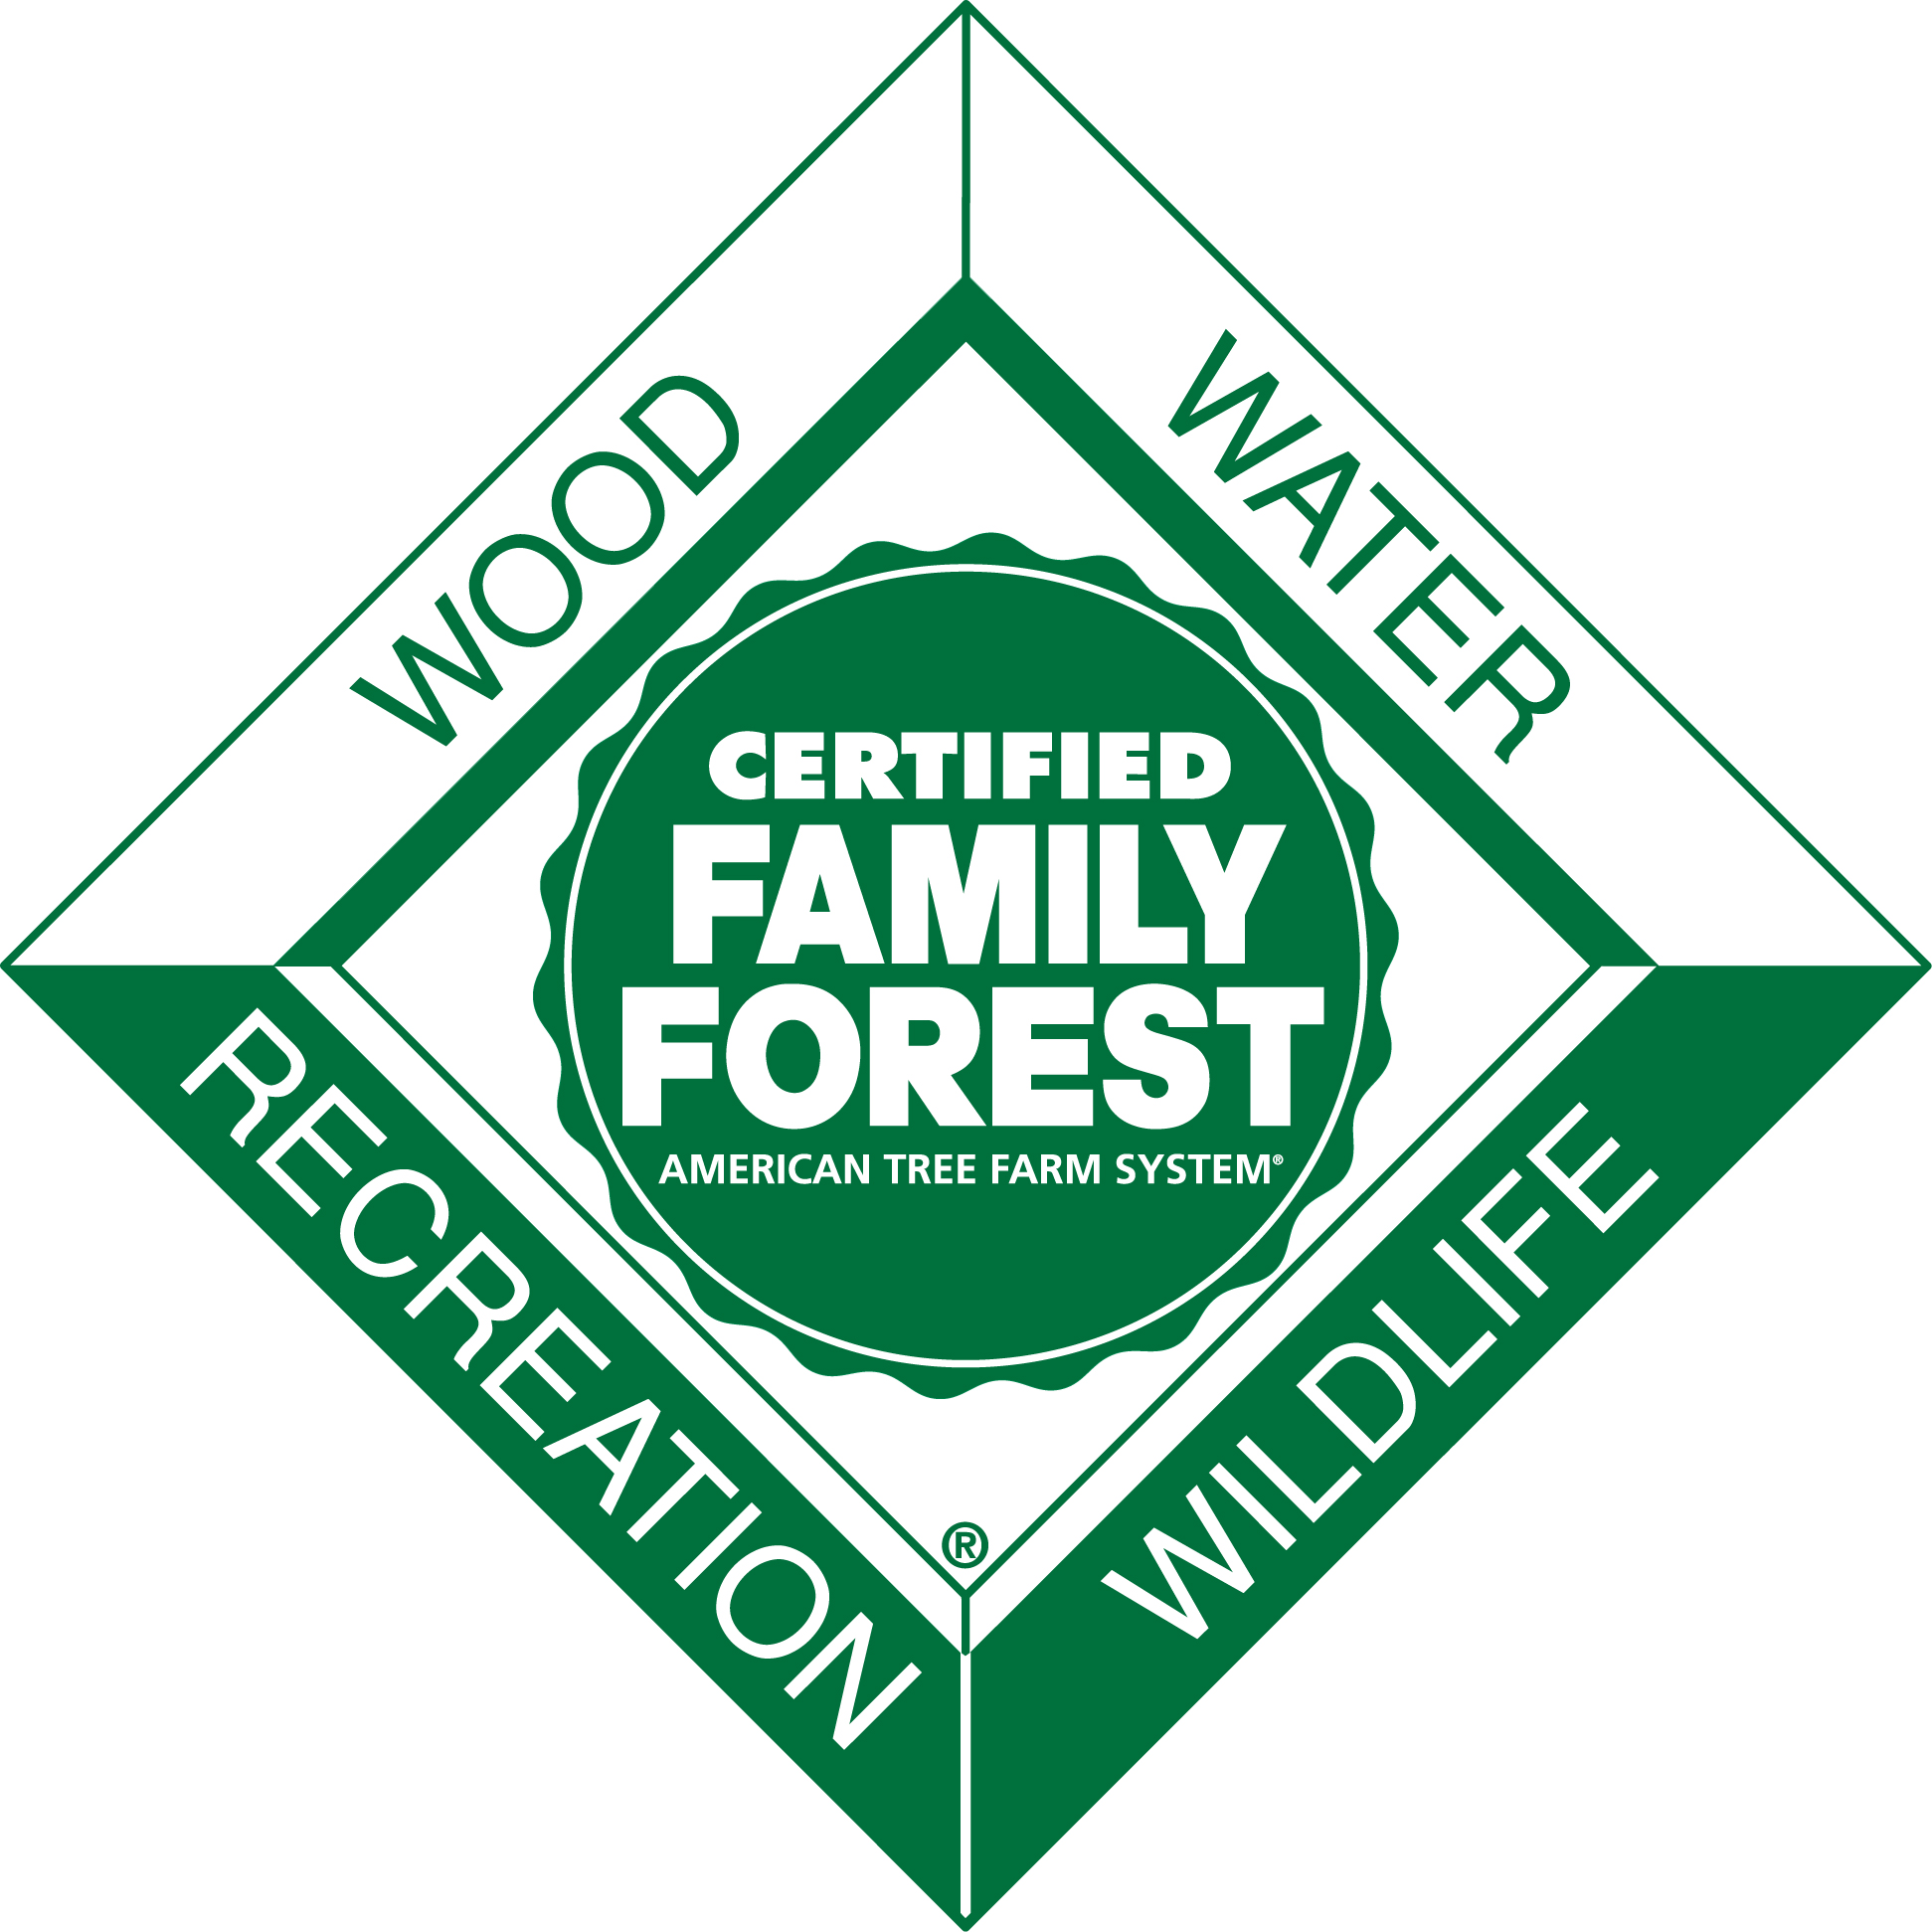 WOOD
WATER
CERTIFIED
FAMILY
FOREST
AMERICAN TREE FARM SYSTEM®
RECREATION
WILDLIFE
®